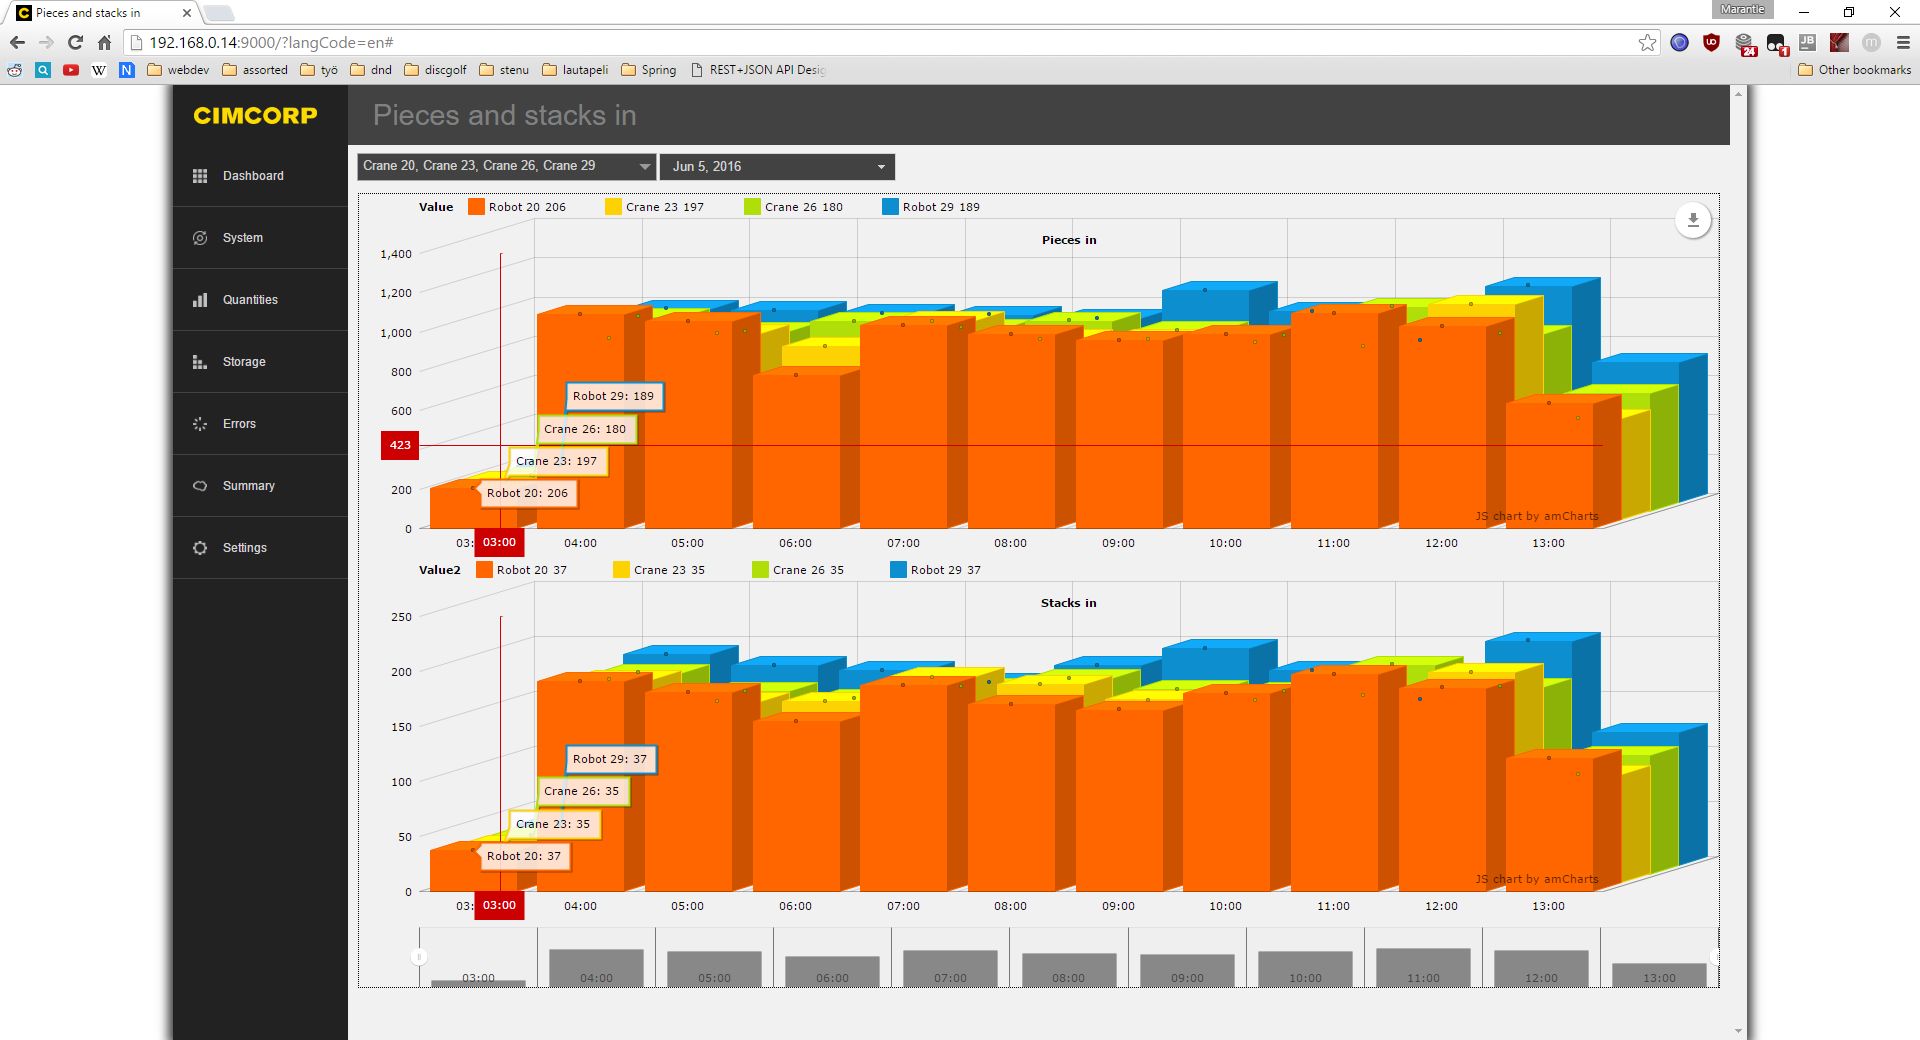 Pieces and stacks in
Marantle
192.168.0.14:9000/?langCode=en#
24
1
JB
m
W
N
webdev
assorted
työ
dnd
discgolf
stenu
lautapeli
Spring
REST+JSON API Desig
Other bookmarks
CIMCORP
Pieces and stacks in
Dashboard
System
Quantities
Storage
Errors
Summary
Settings
Crane 20, Crane 23, Crane 26, Crane 29
Jun 5, 2016
Value Robot 20 206 Crane 23 197 Crane 26 180 Robot 29 189
Pieces in
1,400
1,200
1,000
800
600
423
200
0
Robot 29: 189
Crane 26: 180
Crane 23: 197
Robot 20: 206
JS chart by amCharts
03: 03:00 04:00 05:00 06:00 07:00 08:00 09:00 10:00 11:00 12:00 13:00
Value2 Robot 20 37 Crane 23 35 Crane 26 35 Robot 29 37
Stacks in
250
200
150
100
50
0
Robot 29: 37
Crane 26: 35
Crane 23: 35
Robot 20: 37
JS chart by amCharts
03: 03:00 04:00 05:00 06:00 07:00 08:00 09:00 10:00 11:00 12:00 13:00
03:00 04:00 05:00 06:00 07:00 08:00 09:00 10:00 11:00 12:00 13:00